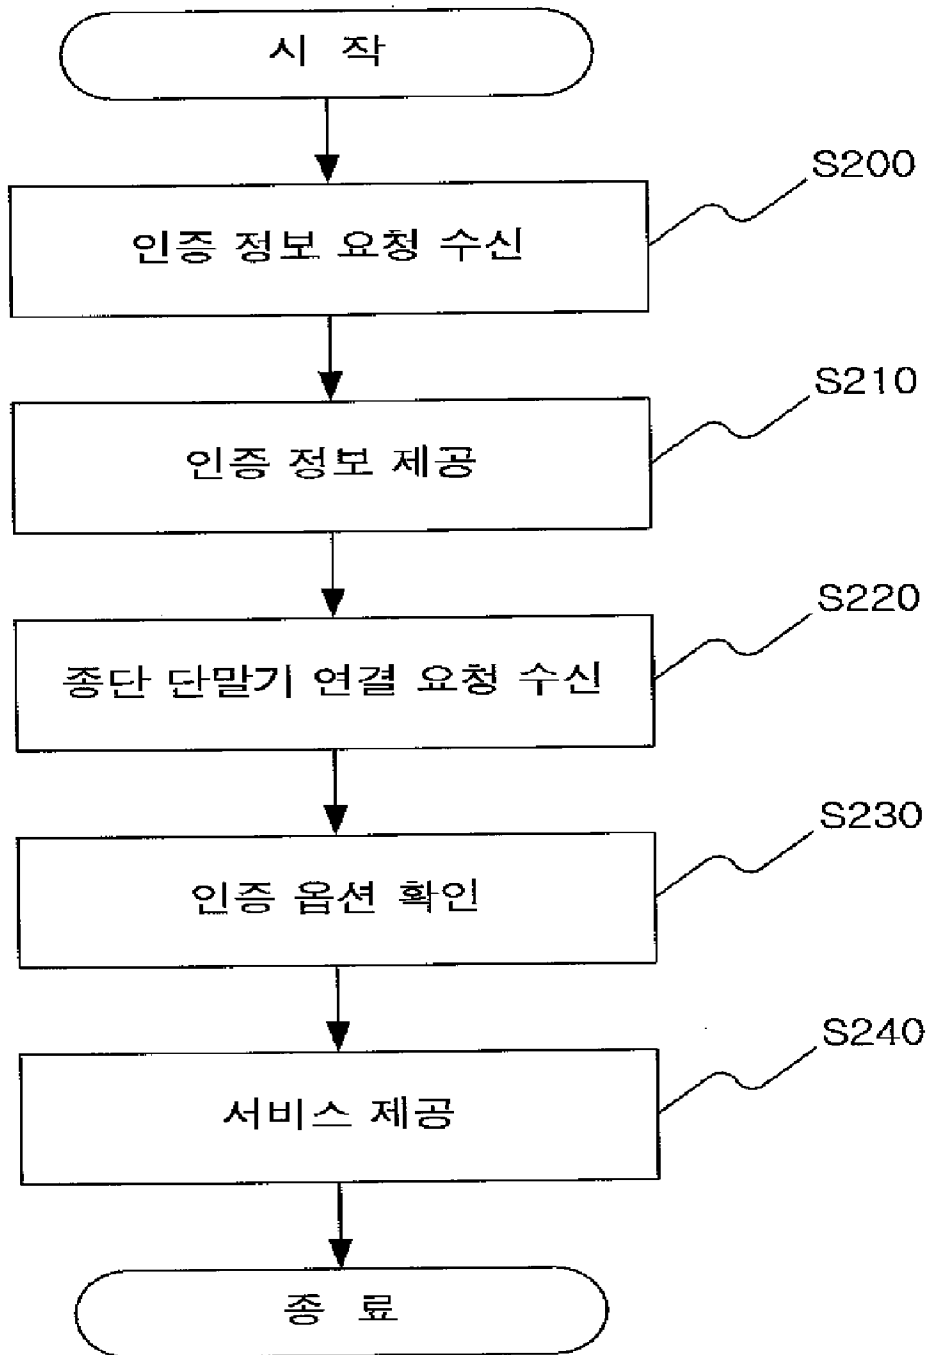 시 작
S200
인증 정보 요청 수신
S210
인증 정보 제공
S220
종단 단말기 연결 요청 수신
S230
인증 옵션 확인
S240
서비스 제공
종 료